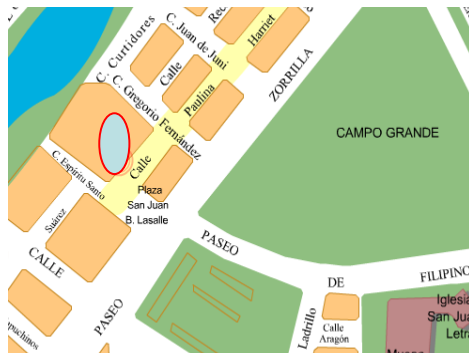 C. Curtidores
C. Juan de Juni
Calle
Harriet
Paulina
ZORRILLA
C. C. Gregorio Fernández
Calle
C. Espíritu Santo
Suárez
Plaza
San Juan
B. Lasalle
CAMPO GRANDE
PASEO
CALLE
PASEO
DE
FILIPINO
Ladrillo
Calle
Aragón
Iglesia
San Jua
Letra